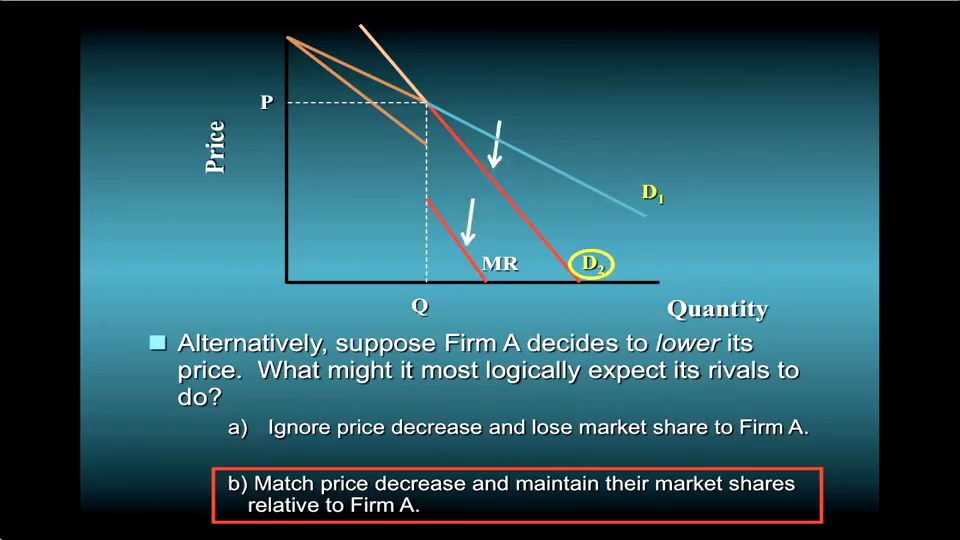 P
Price
D1
MR
D2
Q
Quantity
Alternatively, suppose Firm A decides to lower its
price. What might it most logically expect its rivals to
do?
a) Ignore price decrease and lose market share to Firm A.
b) Match price decrease and maintain their market shares
relative to Firm A.